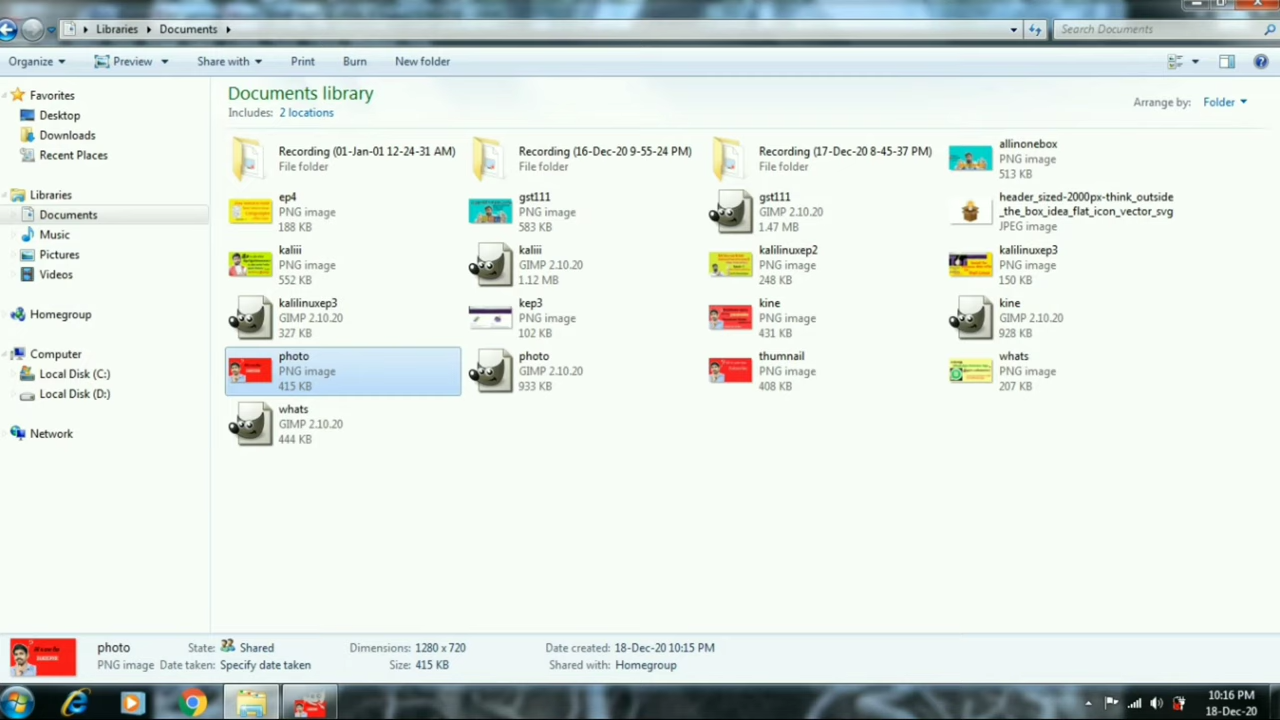 Libraries
Documents
Search Documents
Organize
Preview
Share with
Print
Burn
New folder
Favorites
Desktop
Downloads
Recent Places
Libraries
Documents
Music
Pictures
Videos
Homegroup
Computer
Local Disk (C:)
Local Disk (D:)
Network
Documents library
Includes: 2 locations
Arrange by: Folder
Recording (01-Jan-01 12-24-31 AM)
File folder
Recording (16-Dec-20 9-55-24 PM)
File folder
Recording (17-Dec-20 8-45-37 PM)
File folder
allinonebox
PNG image
513 KB
ep4
PNG image
188 KB
gst111
PNG image
583 KB
gst111
GIMP 2.10.20
1.47 MB
header_sized-2000px-think_outside
_the_box_idea_flat_icon_vector_svg
JPEG image
kaliii
PNG image
552 KB
kaliii
GIMP 2.10.20
1.12 MB
kalilinuxep2
PNG image
248 KB
kalilinuxep3
PNG image
150 KB
kalilinuxep3
GIMP 2.10.20
327 KB
kep3
PNG image
102 KB
kine
PNG image
431 KB
kine
GIMP 2.10.20
928 KB
photo
PNG image
415 KB
photo
GIMP 2.10.20
933 KB
thumnail
PNG image
408 KB
whats
PNG image
207 KB
whats
GIMP 2.10.20
444 KB
photo
State: Shared
Dimensions: 1280 x 720
Date created: 18-Dec-20 10:15 PM
PNG image
Date taken: Specify date taken
Size: 415 KB
Shared with: Homegroup
10:16 PM
18-Dec-20